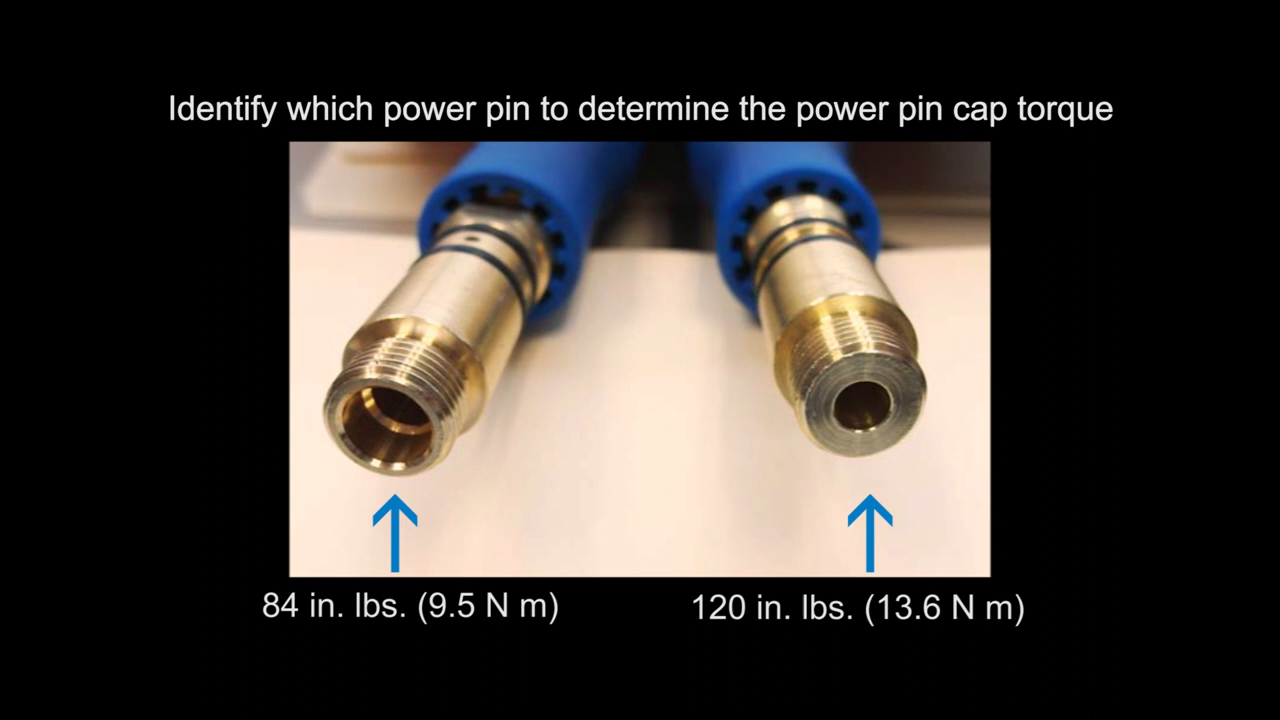 Identify which power pin to determine the power pin cap torque
84 in. lbs. (9.5 N m)
120 in. lbs. (13.6 N m)